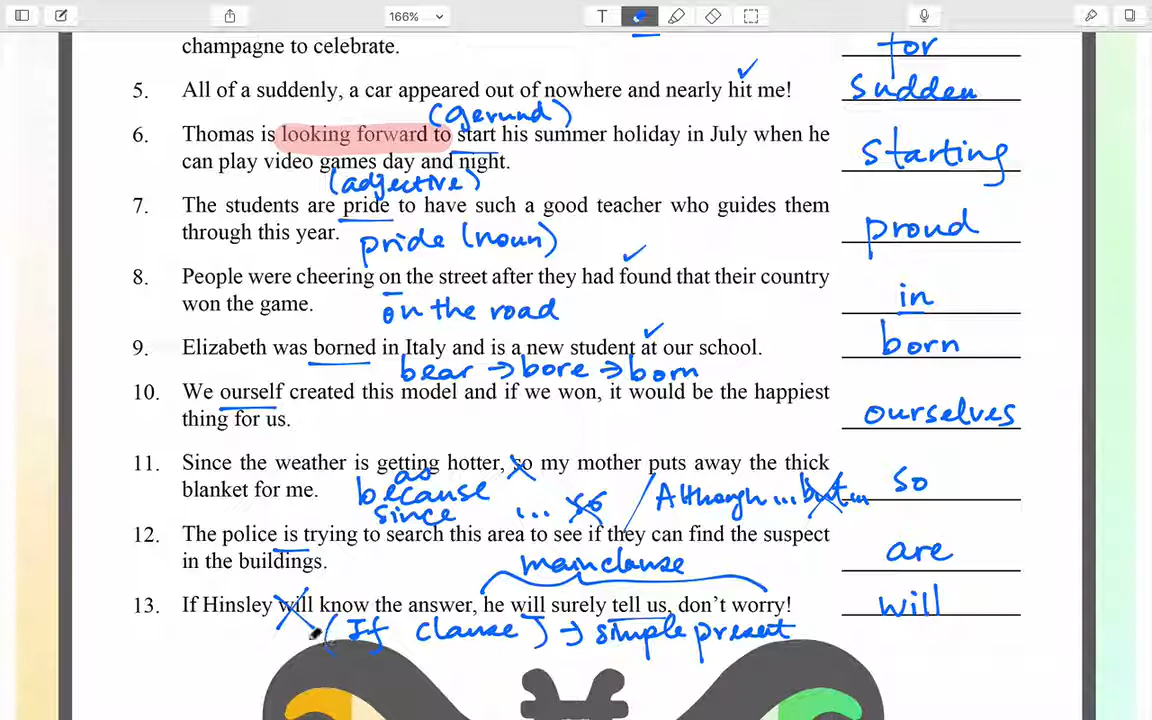 166%
T
champagne to celebrate.
for
5. All of a suddenly, a car appeared out of nowhere and nearly hit me!
sudden
(gerund)
6. Thomas is looking forward to start his summer holiday in July when he
can play video games day and night.
starting
(adjective)
7. The students are pride to have such a good teacher who guides them
through this year.
proud
pride (noun)
8. People were cheering on the street after they had found that their country
won the game.
in
on the road
9. Elizabeth was borned in Italy and is a new student at our school.
born
bear → bore → born
10. We ourself created this model and if we won, it would be the happiest
thing for us.
ourselves
11. Since the weather is getting hotter, so my mother puts away the thick
blanket for me.
so
as
because
since ... so / Although ... but ...
12. The police is trying to search this area to see if they can find the suspect
in the buildings.
are
main clause
13. If Hinsley will know the answer, he will surely tell us, don't worry!
will
(If clause) → simple present